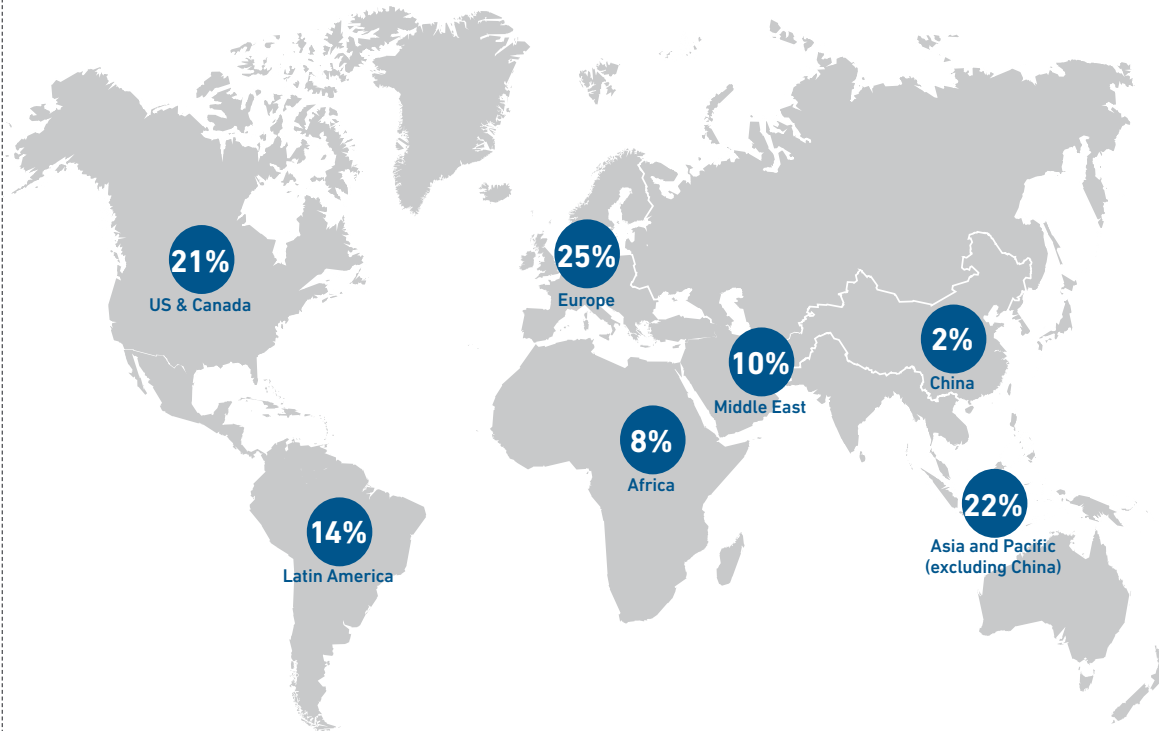 21%
US & Canada
25%
Europe
2%
China
10%
Middle East
8%
Africa
22%
Asia and Pacific
(excluding China)
14%
Latin America